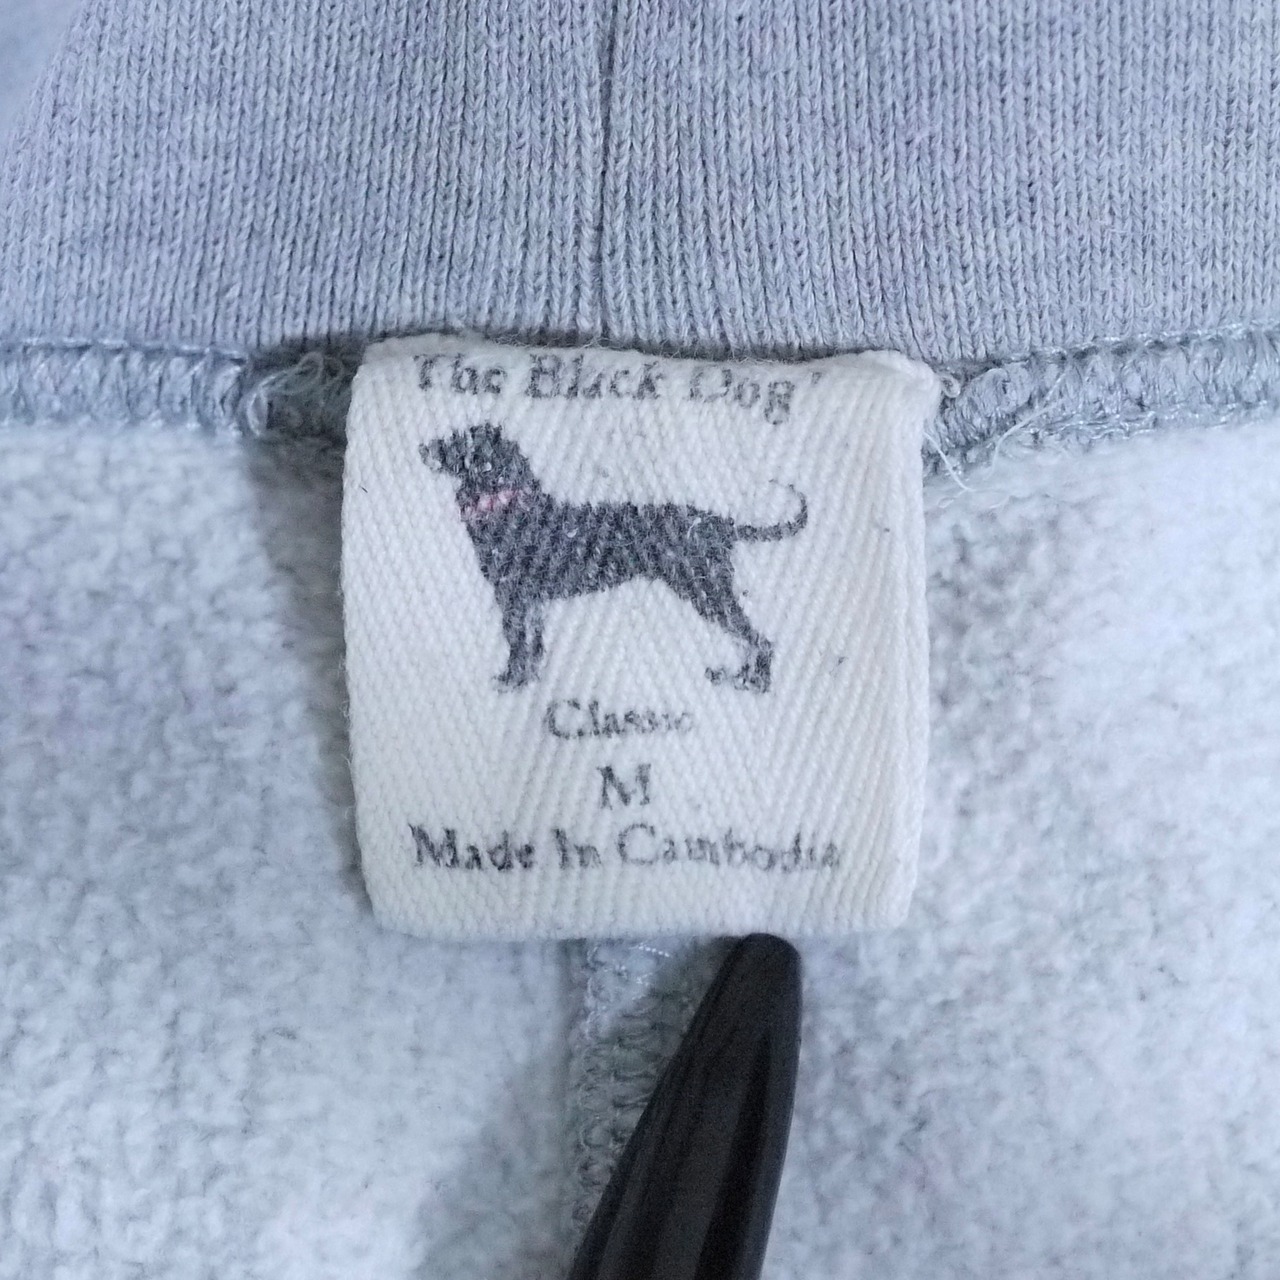 The Black Dog
Classic
M
Made In Cambodia